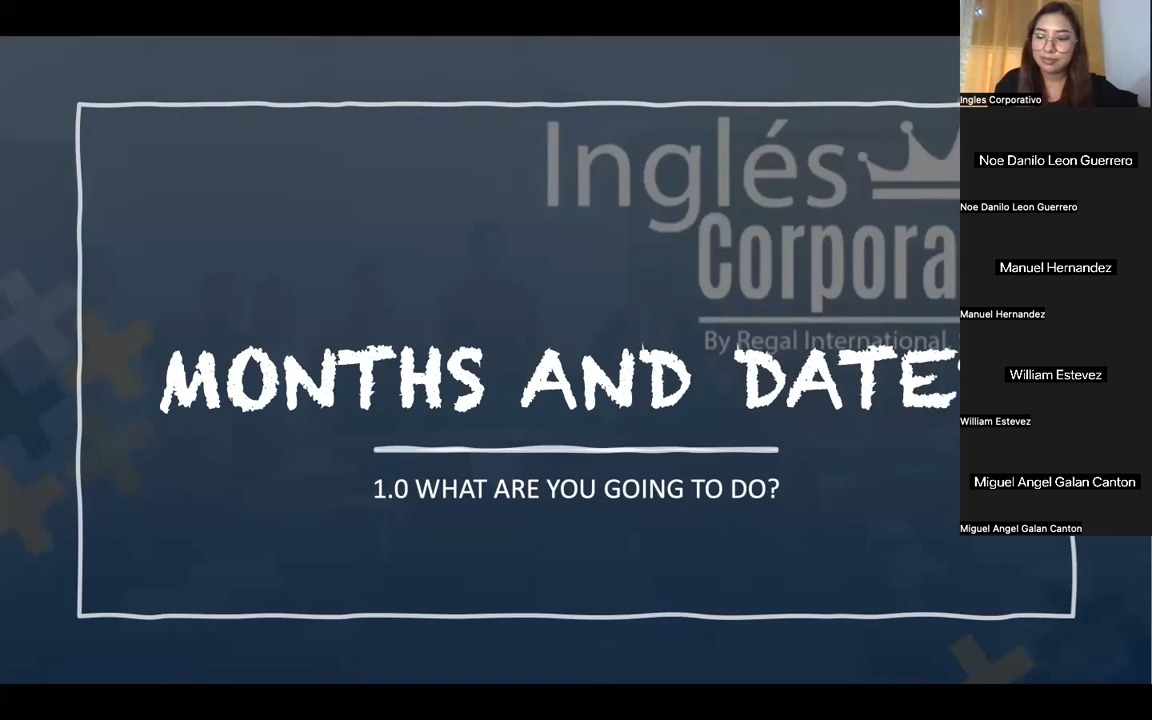 Inglés
Corpora
By Regal International
MONTHS AND DATE
1.0 WHAT ARE YOU GOING TO DO?
Ingles Corporativo
Noe Danilo Leon Guerrero
Noe Danilo Leon Guerrero
Manuel Hernandez
Manuel Hernandez
William Estevez
William Estevez
Miguel Angel Galan Canton
Miguel Angel Galan Canton